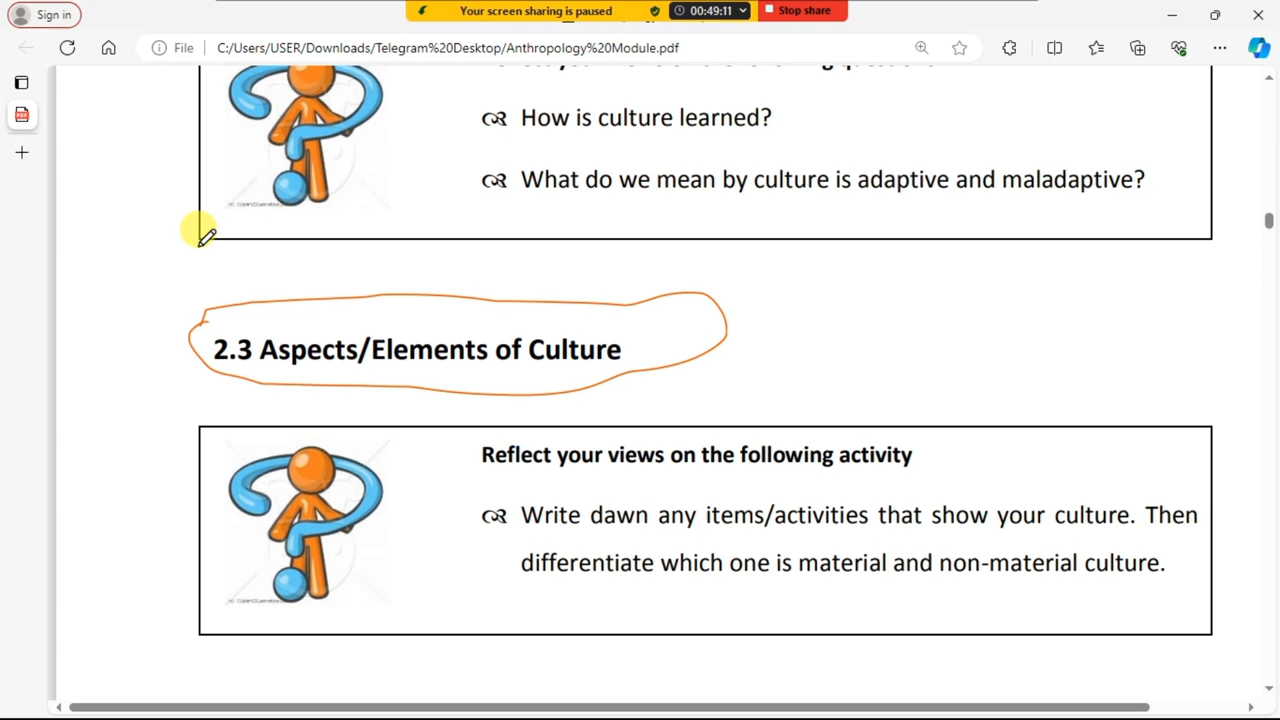 Sign in
Your screen sharing is paused
00:49:11
Stop share
File
C:/Users/USER/Downloads/Telegram%20Desktop/Anthropology%20Module.pdf
How is culture learned?
What do we mean by culture is adaptive and maladaptive?
2.3 Aspects/Elements of Culture
Reflect your views on the following activity
Write dawn any items/activities that show your culture. Then
differentiate which one is material and non-material culture.